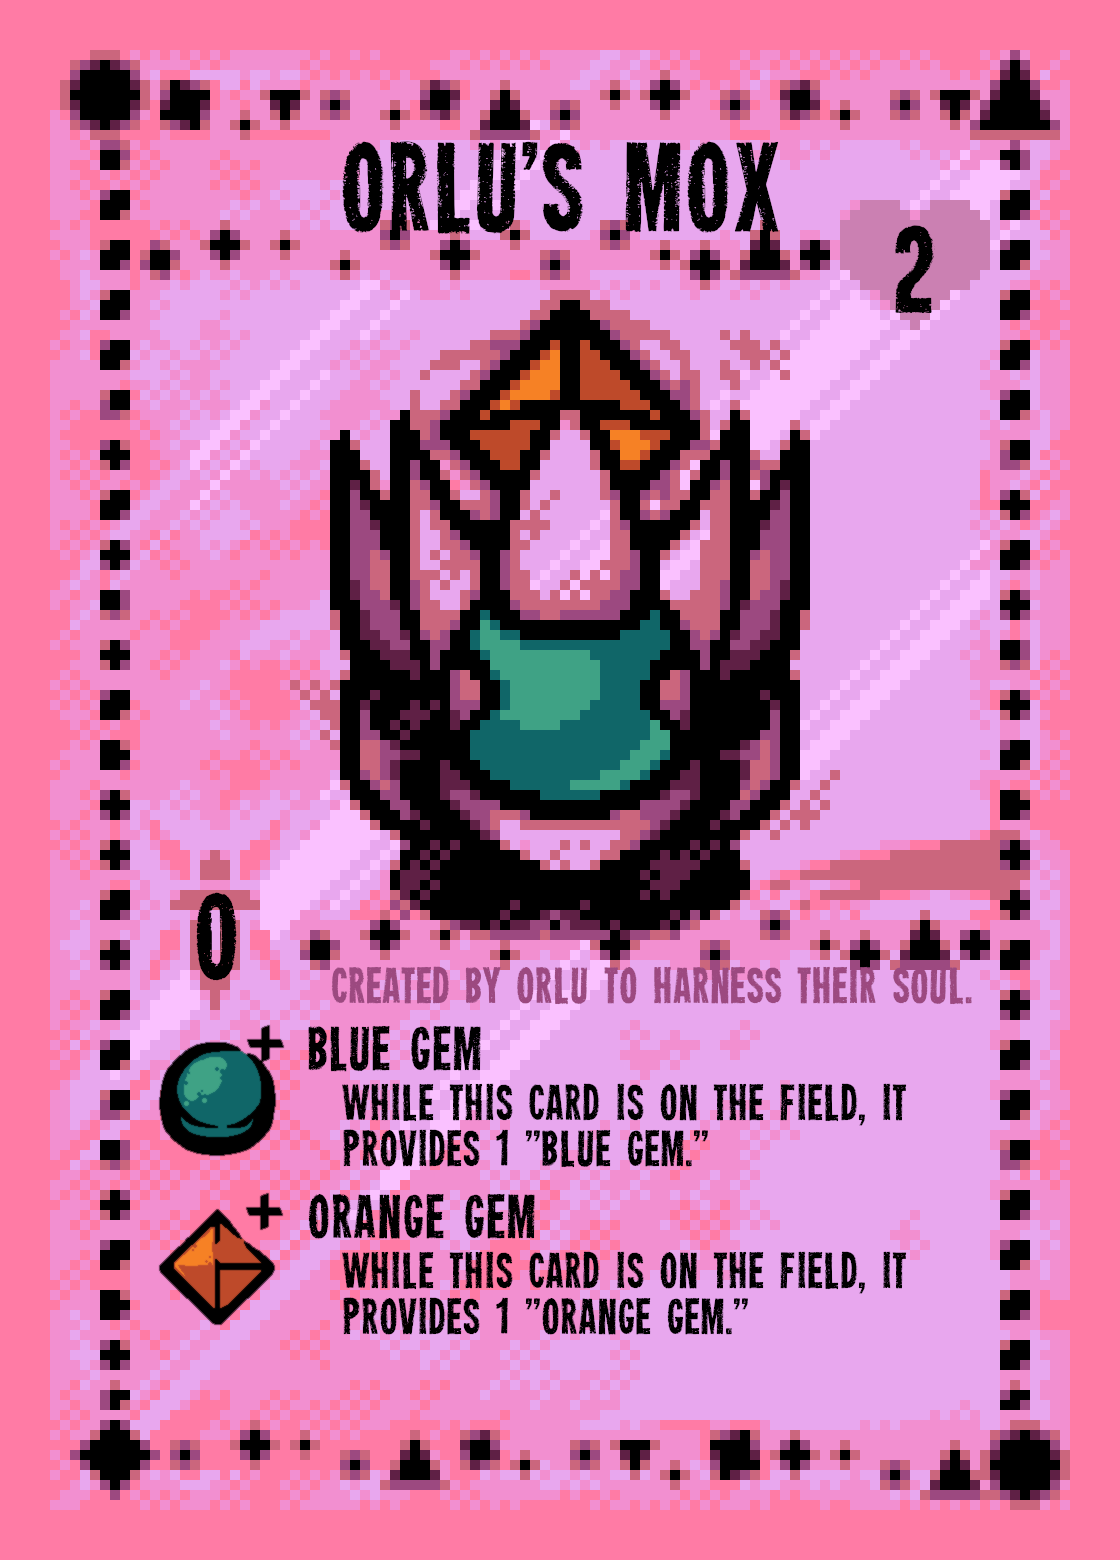 ORLU'S MOX
2
0
CREATED BY ORLU TO HARNESS THEIR SOUL.
BLUE GEM
WHILE THIS CARD IS ON THE FIELD, IT
PROVIDES 1 "BLUE GEM."
ORANGE GEM
WHILE THIS CARD IS ON THE FIELD, IT
PROVIDES 1 "ORANGE GEM."